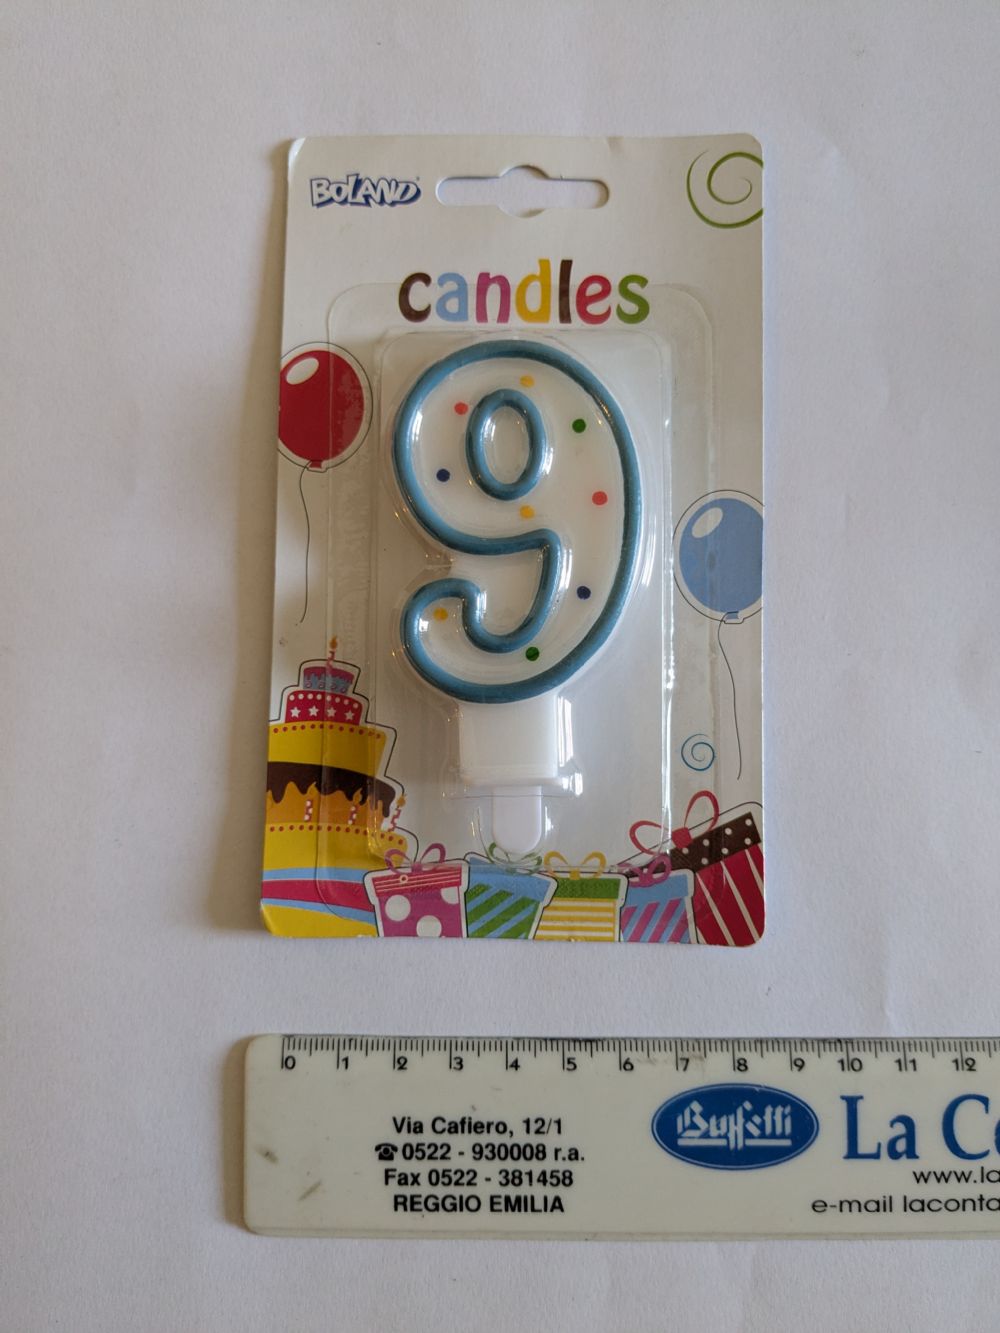 BOLAND
candles
9
0 1 2 3 4 5 6 7 8 9 10 11 12
Via Cafiero, 12/1
☎ 0522 - 930008 r.a.
Fax 0522 - 381458
REGGIO EMILIA
Buffetti
La Co
www.la
e-mail laconta